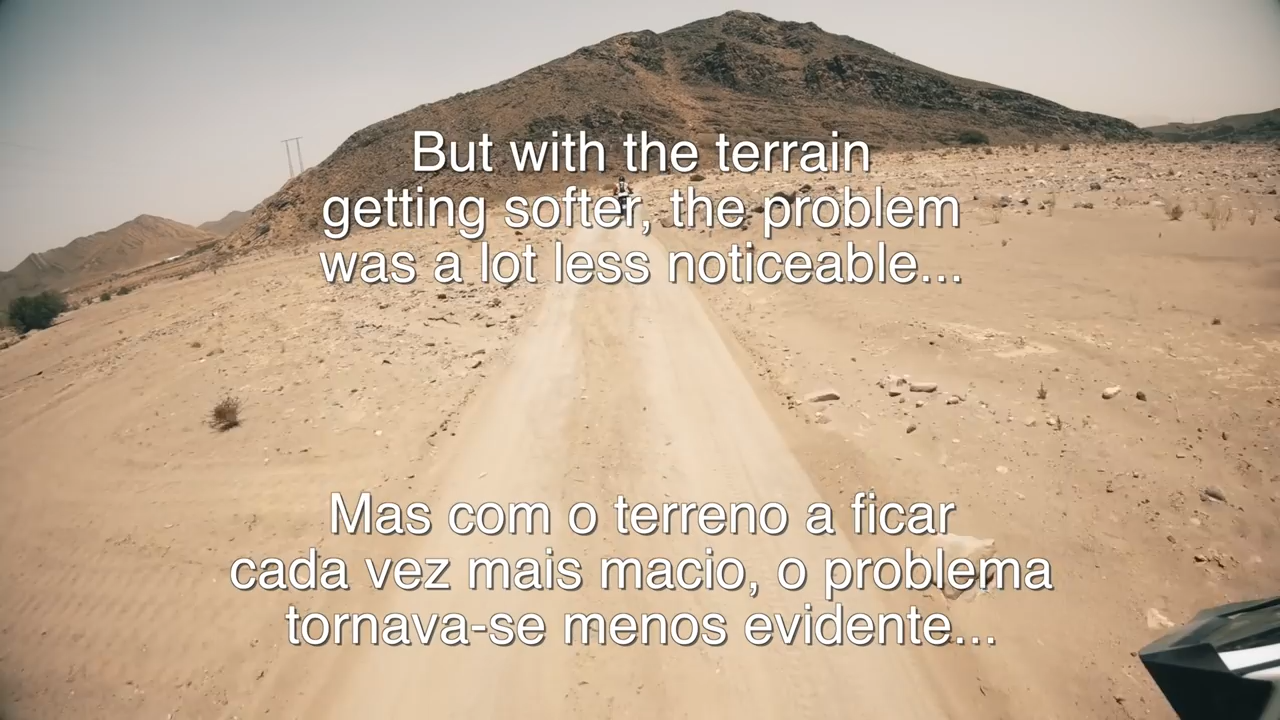 But with the terrain
getting softer, the problem
was a lot less noticeable...
Mas com o terreno a ficar
cada vez mais macio, o problema
tornava-se menos evidente...